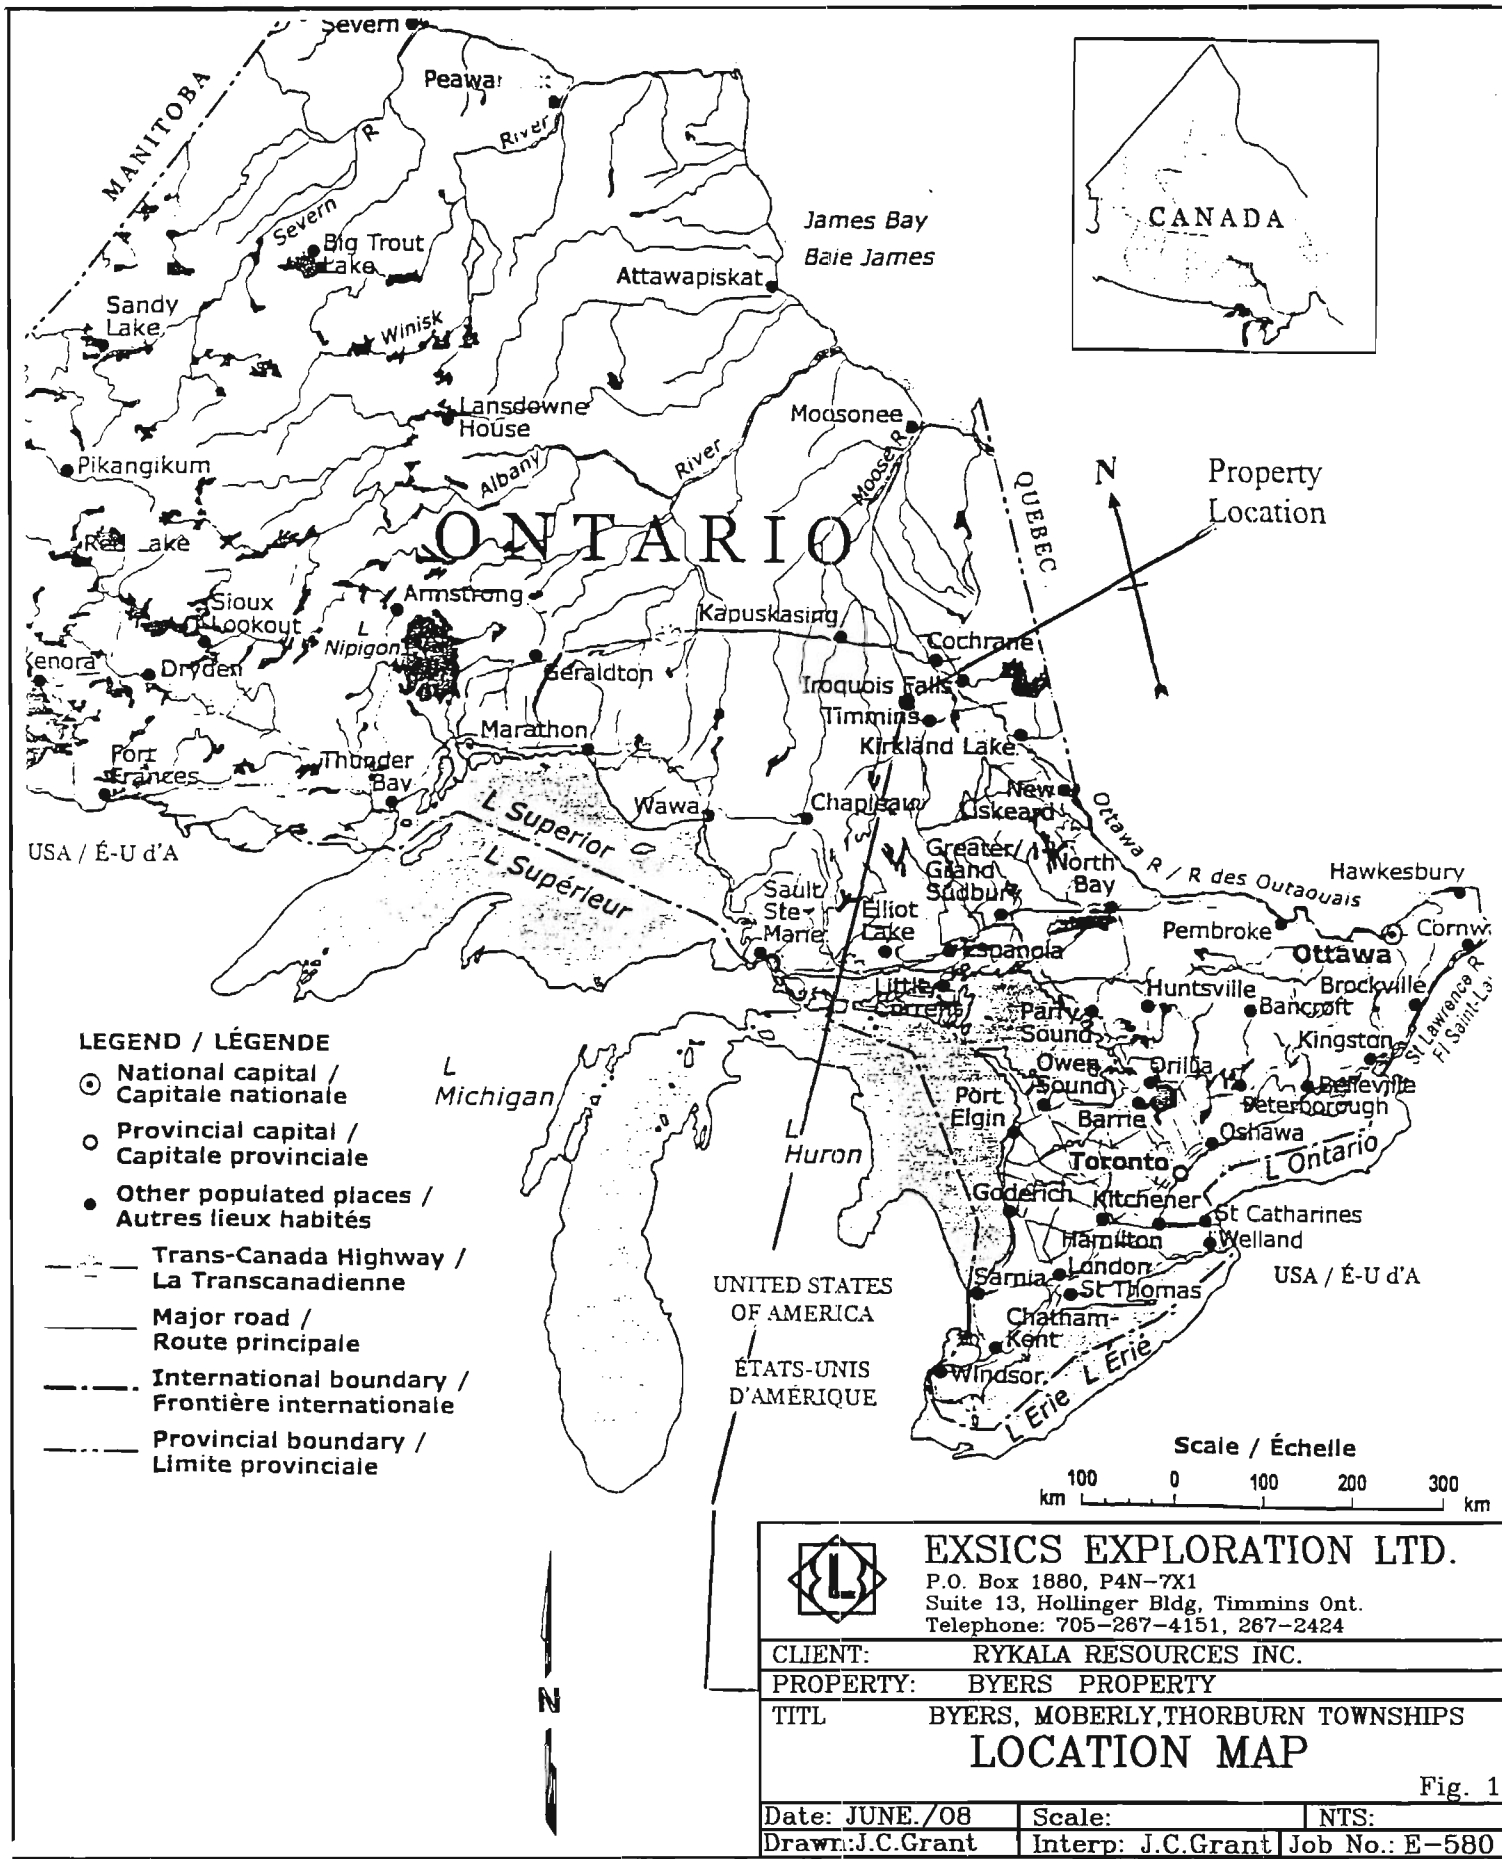 Severn
Peawa
MANITOBA
R
River
Severn
Big Trout
Lake
James Bay
Baie James
CANADA
Attawapiskat
Sandy
Lake
Winisk
Lansdowne
House
Moosonee
Pikangikum
Albany
River
Moose R
N
Property
Location
QUEBEC
ONTARIO
Red Lake
Armstrong
Sioux
Lookout
L
Nipigon
Kapuskasing
Cochrane
Kenora
Dryden
Geraldton
Iroquois Falls
Timmins
Marathon
Kirkland Lake
Fort
Frances
Thunder
Bay
Wawa
Chapleau
New
Liskeard
L Superior
L Supérieur
Ottawa R / R des Outaouais
USA / É-U d'A
Greater/
Grand
Sudbury
North
Bay
Hawkesbury
Sault
Ste
Marie
Elliot
Lake
Espanola
Pembroke
Ottawa
Cornw
Little
Current
Parry
Sound
Huntsville
Bancroft
Brockville
St Lawrence R
Fl Saint-La
Kingston
LEGEND / LÉGENDE
National capital /
Capitale nationale
Provincial capital /
Capitale provinciale
Other populated places /
Autres lieux habités
Trans-Canada Highway /
La Transcanadienne
Major road /
Route principale
International boundary /
Frontière internationale
Provincial boundary /
Limite provinciale
L
Michigan
L
Huron
Owen
Sound
Orillia
Belleville
Port
Elgin
Barrie
Peterborough
Oshawa
Toronto
L Ontario
Goderich
Kitchener
St Catharines
Hamilton
Welland
London
Sarnia
St Thomas
USA / É-U d'A
UNITED STATES
OF AMERICA
ÉTATS-UNIS
D'AMÉRIQUE
Chatham-
Kent
Windsor
L Erie L Érié
Scale / Échelle
100 0 100 200 300
km km
N
L
EXSICS EXPLORATION LTD.
P.O. Box 1880, P4N-7X1
Suite 13, Hollinger Bldg, Timmins Ont.
Telephone: 705-267-4151, 267-2424
CLIENT: RYKALA RESOURCES INC.
PROPERTY: BYERS PROPERTY
TITL BYERS, MOBERLY,THORBURN TOWNSHIPS
LOCATION MAP
Fig. 1
Date: JUNE./08 Scale: NTS:
Drawn:J.C.Grant Interp: J.C.Grant Job No.: E-580